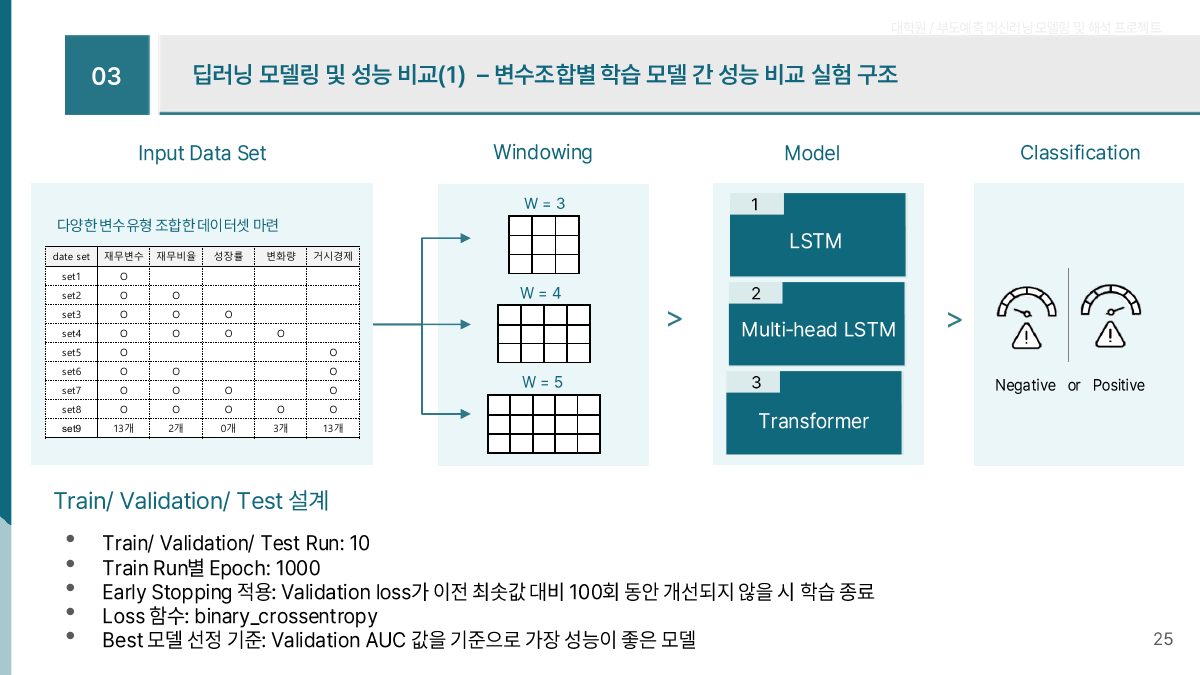 대학원 / 부도예측 머신러닝 모델링 및 해석 프로젝트
03
딥러닝 모델링 및 성능 비교(1) – 변수조합별 학습 모델 간 성능 비교 실험 구조
Input Data Set
Windowing
Model
Classification
다양한 변수 유형 조합한 데이터셋 마련
date set 재무변수 재무비율 성장률 변화량 거시경제
set1 O
set2 O O
set3 O O O
set4 O O O O
set5 O O
set6 O O O
set7 O O O O
set8 O O O O O
set9 13개 2개 0개 3개 13개
W = 3
W = 4
W = 5
>
1
LSTM
2
Multi-head LSTM
3
Transformer
>
Negative or Positive
Train/ Validation/ Test 설계
• Train/ Validation/ Test Run: 10
• Train Run별 Epoch: 1000
• Early Stopping 적용: Validation loss가 이전 최솟값 대비 100회 동안 개선되지 않을 시 학습 종료
• Loss 함수: binary_crossentropy
• Best 모델 선정 기준: Validation AUC 값을 기준으로 가장 성능이 좋은 모델
25